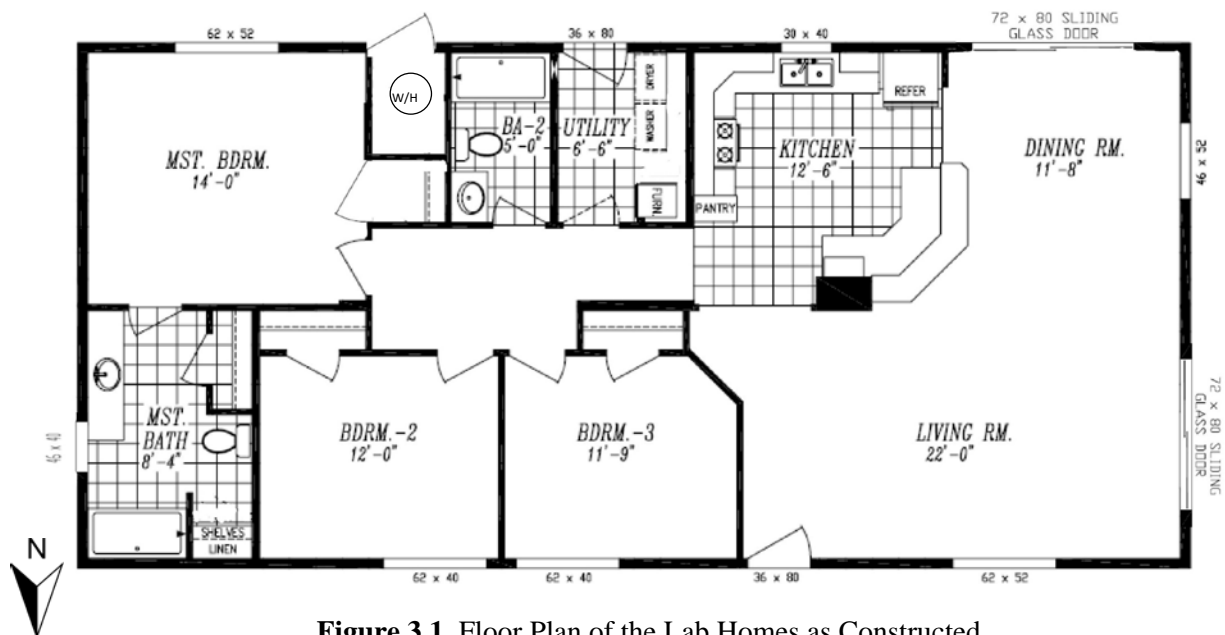 72 x 80 SLIDING
GLASS DOOR
62 x 52
36 x 80
30 x 40
W/H
DRYER
WASHER
REFER
BA-2
5'-0"
UTILITY
6'-6"
MST. BDRM.
14'-0"
KITCHEN
12'-6"
DINING RM.
11'-8"
46 x 52
FURN.
PANTRY
72 x 80 SLIDING
GLASS DOOR
MST.
BATH
8'-4"
46 x 40
BDRM.-2
12'-0"
BDRM.-3
11'-9"
LIVING RM.
22'-0"
SHELVES
LINEN
N
62 x 40
62 x 40
36 x 80
62 x 52
Figure 3.1. Floor Plan of the Lab Homes as Constructed